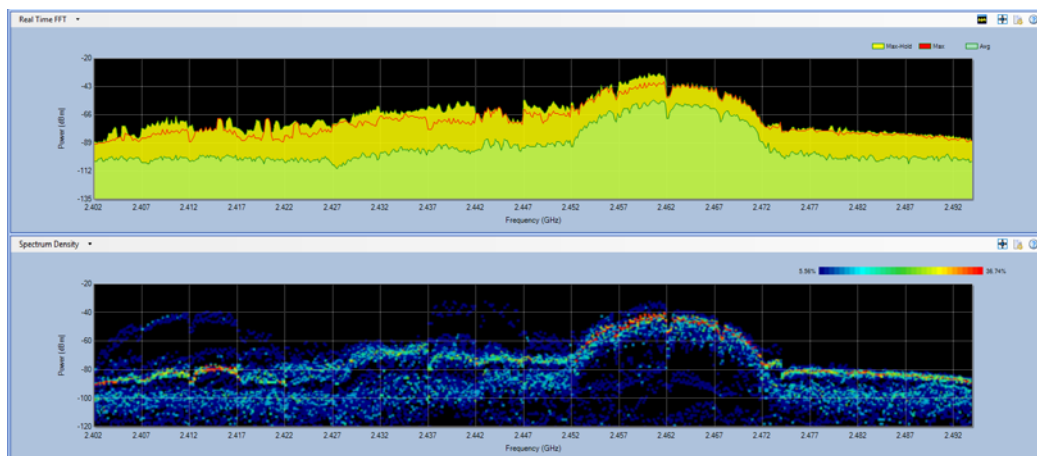 Real Time FFT
Max-Hold Max Avg
-20
-43
-66
-89
-112
-135
Power (dBm)
2.402 2.407 2.412 2.417 2.422 2.427 2.432 2.437 2.442 2.447 2.452 2.457 2.462 2.467 2.472 2.477 2.482 2.487 2.492
Frequency (GHz)
Spectrum Density
5.56% 38.74%
-20
-40
-60
-80
-100
-120
Power (dBm)
2.402 2.407 2.412 2.417 2.422 2.427 2.432 2.437 2.442 2.447 2.452 2.457 2.462 2.467 2.472 2.477 2.482 2.487 2.492
Frequency (GHz)